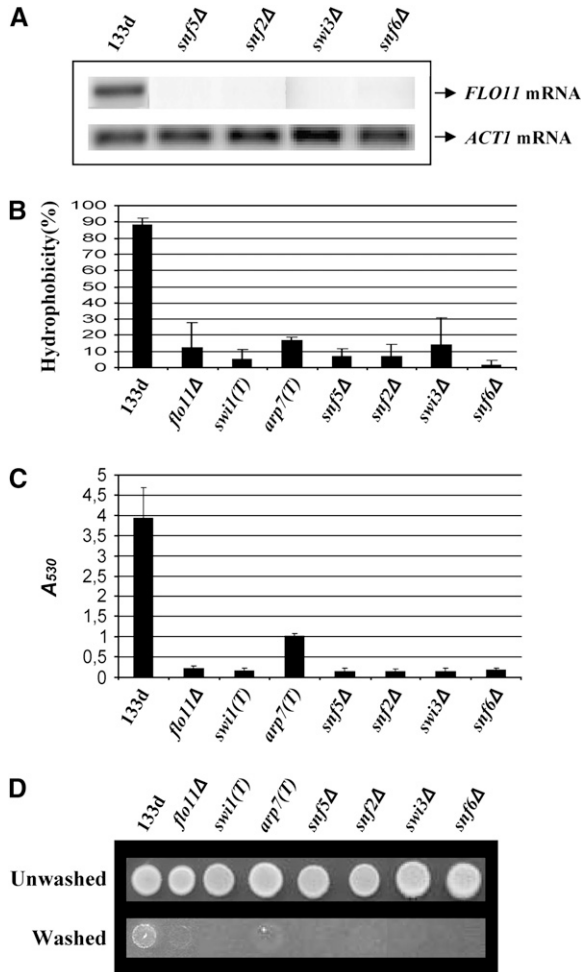 A
133d snf5Δ snf2Δ swi3Δ snf6Δ
FLO11 mRNA
ACT1 mRNA
B
Hydrophobicity(%)
100
90
80
70
60
50
40
30
20
10
0
133d flo11Δ swi1(T) arp7(T) snf5Δ snf2Δ swi3Δ snf6Δ
C
A530
5
4,5
4
3,5
3
2,5
2
1,5
1
0,5
0
133d flo11Δ swi1(T) arp7(T) snf5Δ snf2Δ swi3Δ snf6Δ
D
133d flo11Δ swi1(T) arp7(T) snf5Δ snf2Δ swi3Δ snf6Δ
Unwashed
Washed